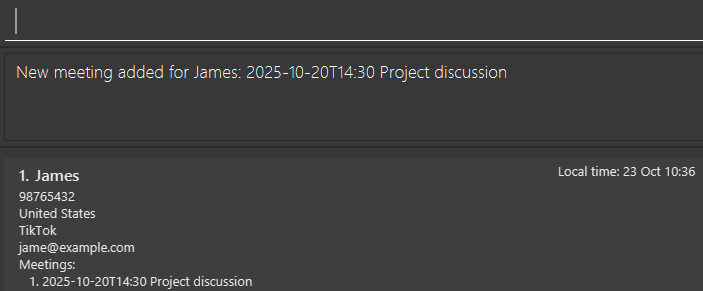 New meeting added for James: 2025-10-20T14:30 Project discussion
1. James
Local time: 23 Oct 10:36
98765432
United States
TikTok
jame@example.com
Meetings:
1. 2025-10-20T14:30 Project discussion